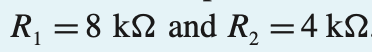 R₁ = 8 kΩ and R₂ = 4 kΩ.